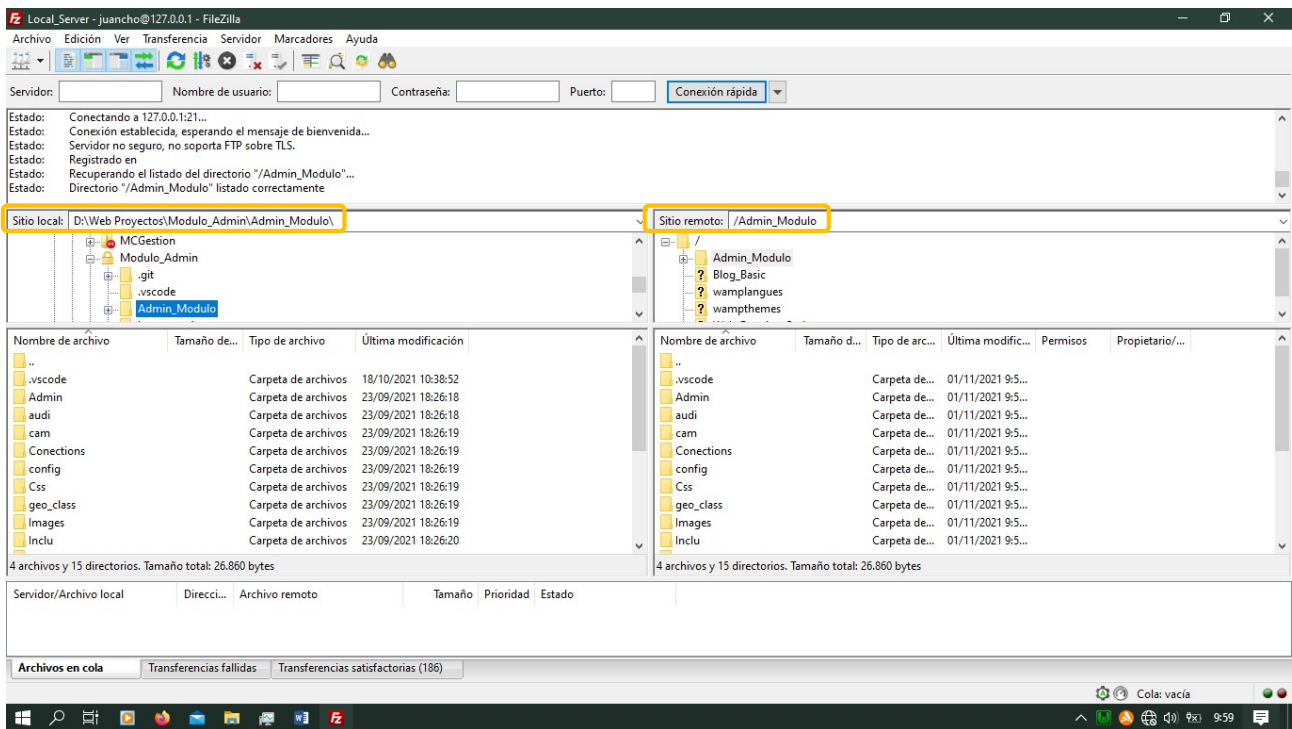 Local_Server - juancho@127.0.0.1 - FileZilla
Archivo Edición Ver Transferencia Servidor Marcadores Ayuda
Servidor: Nombre de usuario: Contraseña: Puerto: Conexión rápida
Estado: Conectando a 127.0.0.1:21...
Estado: Conexión establecida, esperando el mensaje de bienvenida...
Estado: Servidor no seguro, no soporta FTP sobre TLS.
Estado: Registrado en
Estado: Recuperando el listado del directorio "/Admin_Modulo"...
Estado: Directorio "/Admin_Modulo" listado correctamente
Sitio local: D:\Web Proyectos\Modulo_Admin\Admin_Modulo\
MCGestion
Modulo_Admin
.git
.vscode
Admin_Modulo
Sitio remoto: /Admin_Modulo
/
Admin_Modulo
? Blog_Basic
? wamplangues
? wampthemes
Nombre de archivo Tamaño de... Tipo de archivo Última modificación
..
.vscode Carpeta de archivos 18/10/2021 10:38:52
Admin Carpeta de archivos 23/09/2021 18:26:18
audi Carpeta de archivos 23/09/2021 18:26:18
cam Carpeta de archivos 23/09/2021 18:26:19
Conections Carpeta de archivos 23/09/2021 18:26:19
config Carpeta de archivos 23/09/2021 18:26:19
Css Carpeta de archivos 23/09/2021 18:26:19
geo_class Carpeta de archivos 23/09/2021 18:26:19
Images Carpeta de archivos 23/09/2021 18:26:19
Inclu Carpeta de archivos 23/09/2021 18:26:20
4 archivos y 15 directorios. Tamaño total: 26.860 bytes
Nombre de archivo Tamaño d... Tipo de arc... Última modific... Permisos Propietario/...
..
.vscode Carpeta de... 01/11/2021 9:5...
Admin Carpeta de... 01/11/2021 9:5...
audi Carpeta de... 01/11/2021 9:5...
cam Carpeta de... 01/11/2021 9:5...
Conections Carpeta de... 01/11/2021 9:5...
config Carpeta de... 01/11/2021 9:5...
Css Carpeta de... 01/11/2021 9:5...
geo_class Carpeta de... 01/11/2021 9:5...
Images Carpeta de... 01/11/2021 9:5...
Inclu Carpeta de... 01/11/2021 9:5...
4 archivos y 15 directorios. Tamaño total: 26.860 bytes
Servidor/Archivo local Direcci... Archivo remoto Tamaño Prioridad Estado
Archivos en cola Transferencias fallidas Transferencias satisfactorias (186)
Cola: vacía
9:59